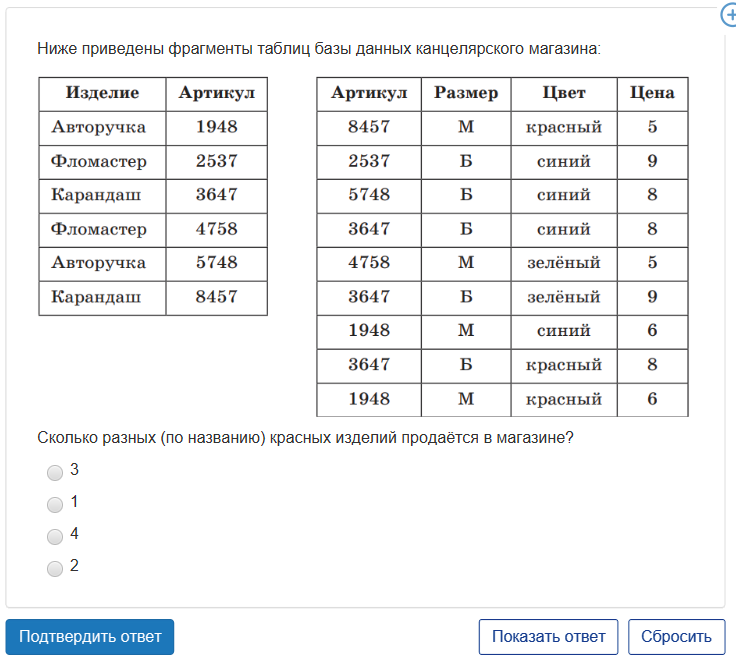 Ниже приведены фрагменты таблиц базы данных канцелярского магазина:
Изделие Артикул
Авторучка 1948
Фломастер 2537
Карандаш 3647
Фломастер 4758
Авторучка 5748
Карандаш 8457
Артикул Размер Цвет Цена
8457 М красный 5
2537 Б синий 9
5748 Б синий 8
3647 Б синий 8
4758 М зелёный 5
3647 Б зелёный 9
1948 М синий 6
3647 Б красный 8
1948 М красный 6
Сколько разных (по названию) красных изделий продаётся в магазине?
3
1
4
2
Подтвердить ответ Показать ответ Сбросить